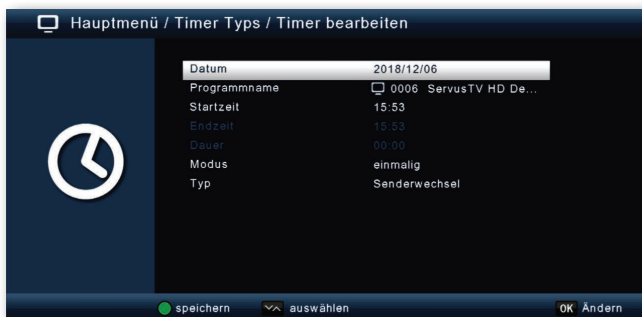 Hauptmenü / Timer Typs / Timer bearbeiten
Datum 2018/12/06
Programmname 0006 ServusTV HD De...
Startzeit 15:53
Endzeit 15:53
Dauer 00:00
Modus einmalig
Typ Senderwechsel
speichern auswählen OK Ändern